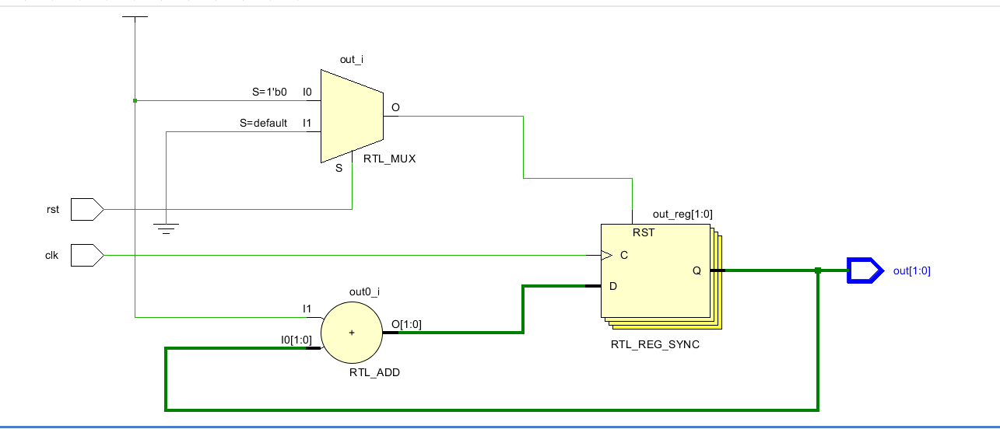 out_i
S=1'b0 I0
O
S=default I1
RTL_MUX
S
rst
out_reg[1:0]
RST
clk
C
Q
out[1:0]
D
out0_i
I1
O[1:0]
+
I0[1:0]
RTL_REG_SYNC
RTL_ADD